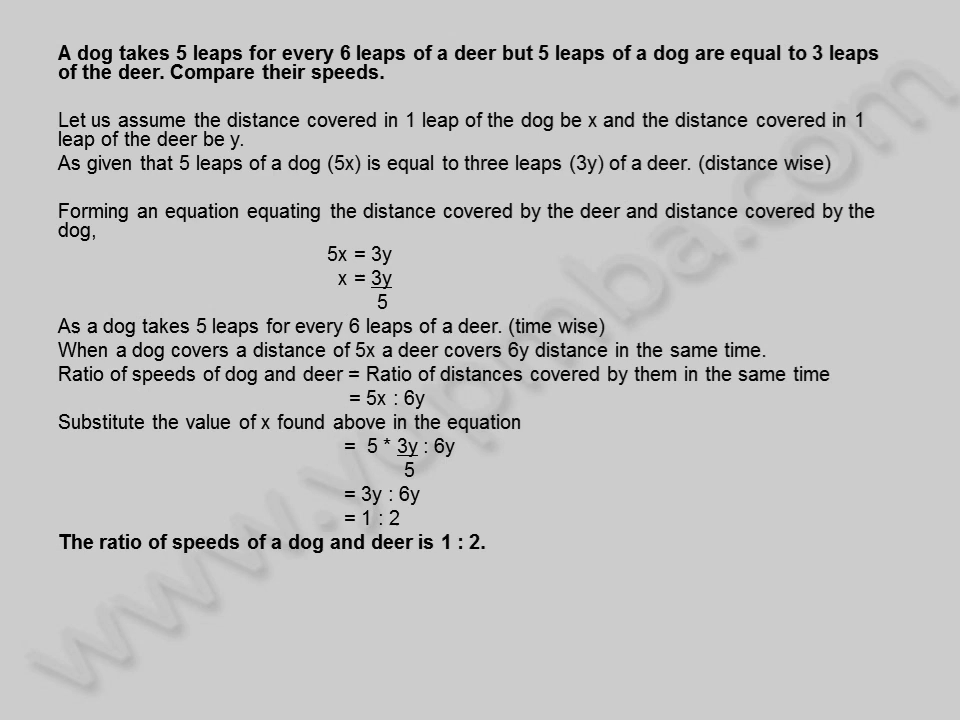 A dog takes 5 leaps for every 6 leaps of a deer but 5 leaps of a dog are equal to 3 leaps
of the deer. Compare their speeds.
Let us assume the distance covered in 1 leap of the dog be x and the distance covered in 1
leap of the deer be y.
As given that 5 leaps of a dog (5x) is equal to three leaps (3y) of a deer. (distance wise)
Forming an equation equating the distance covered by the deer and distance covered by the
dog,
5x = 3y
x = 3y
5
As a dog takes 5 leaps for every 6 leaps of a deer. (time wise)
When a dog covers a distance of 5x a deer covers 6y distance in the same time.
Ratio of speeds of dog and deer = Ratio of distances covered by them in the same time
= 5x : 6y
Substitute the value of x found above in the equation
= 5 * 3y : 6y
5
= 3y : 6y
= 1 : 2
The ratio of speeds of a dog and deer is 1 : 2.
www.yupmba.com